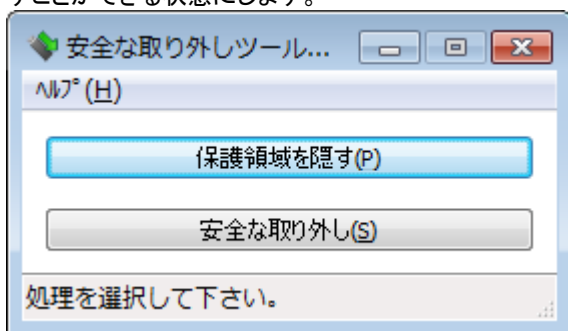 すことができる状態にします。
安全な取り外しツール...
ﾍﾙﾌﾟ(H)
保護領域を隠す(P)
安全な取り外し(S)
処理を選択して下さい。